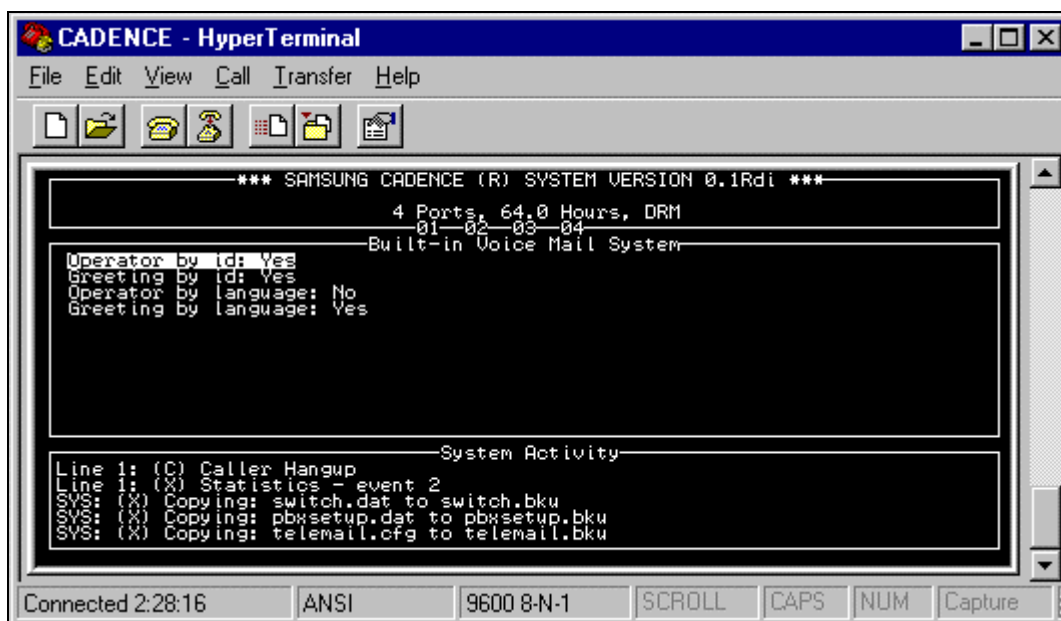 CADENCE - HyperTerminal
File Edit View Call Transfer Help
*** SAMSUNG CADENCE (R) SYSTEM VERSION 0.1Rdi ***
4 Ports, 64.0 Hours, DRM
01 02 03 04
Built-in Voice Mail System
Operator by id: Yes
Greeting by id: Yes
Operator by language: No
Greeting by language: Yes
System Activity
Line 1: (C) Caller Hangup
Line 1: (X) Statistics - event 2
SYS: (X) Copying: switch.dat to switch.bku
SYS: (X) Copying: pbxsetup.dat to pbxsetup.bku
SYS: (X) Copying: telemail.cfg to telemail.bku
Connected 2:28:16 ANSI 9600 8-N-1 SCROLL CAPS NUM Capture